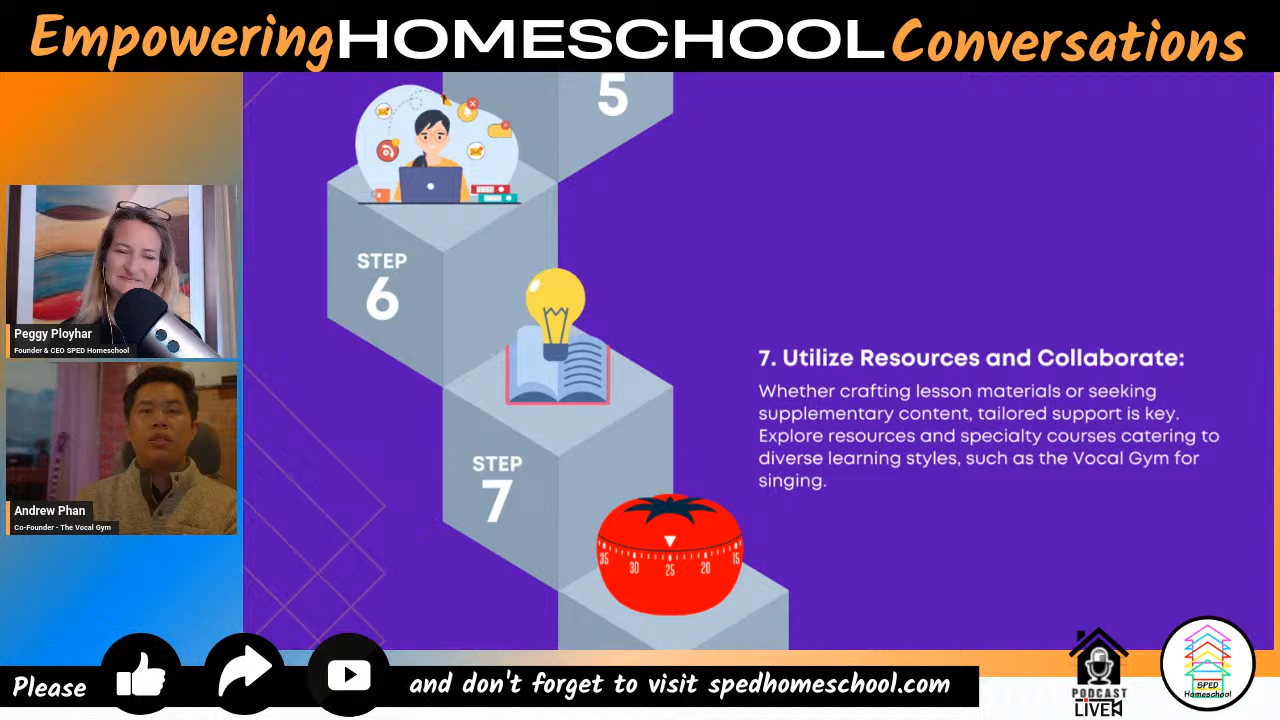 Empowering HOMESCHOOL Conversations
5
STEP
6
STEP
7
7. Utilize Resources and Collaborate:
Whether crafting lesson materials or seeking
supplementary content, tailored support is key.
Explore resources and specialty courses catering to
diverse learning styles, such as the Vocal Gym for
singing.
35 30 25 20 15
Peggy Ployhar
Founder & CEO SPED Homeschool
Andrew Phan
Co-Founder - The Vocal Gym
Please
and don't forget to visit spedhomeschool.com
PODCAST
LIVE
SPED
Homeschool